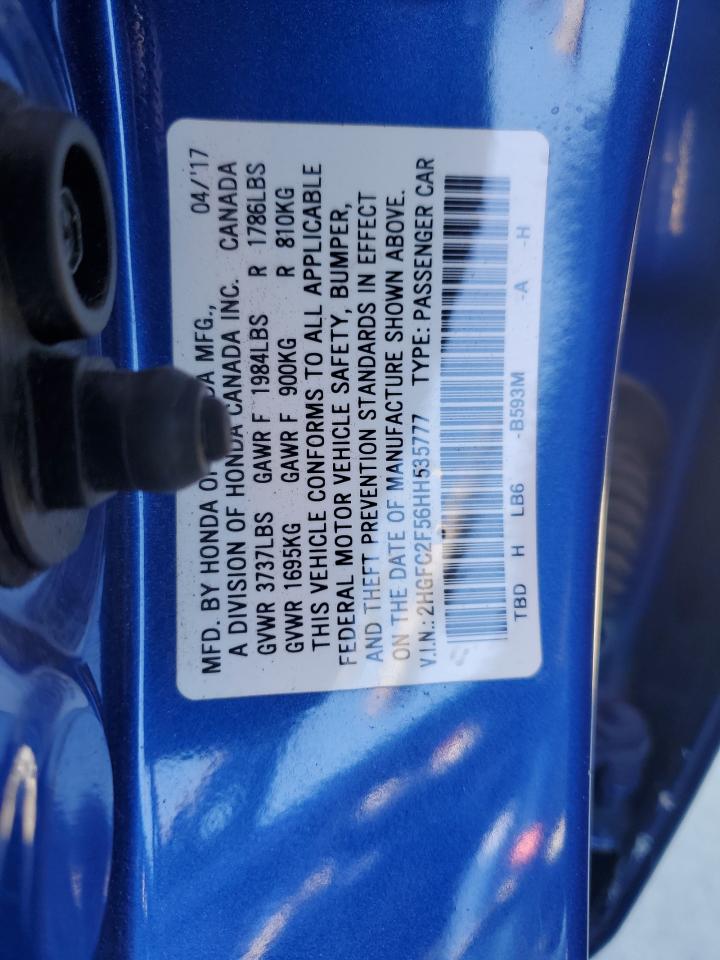 MFD. BY HONDA O DA MFG., 04/'17
A DIVISION OF HONDA CANADA INC. CANADA
GVWR 3737LBS GAWR F 1984LBS R 1786LBS
GVWR 1695KG GAWR F 900KG R 810KG
THIS VEHICLE CONFORMS TO ALL APPLICABLE
FEDERAL MOTOR VEHICLE SAFETY, BUMPER,
AND THEFT PREVENTION STANDARDS IN EFFECT
ON THE DATE OF MANUFACTURE SHOWN ABOVE.
V.I.N.: 2HGFC2F56HH535777 TYPE: PASSENGER CAR
TBD H LB6 -B593M -A -H